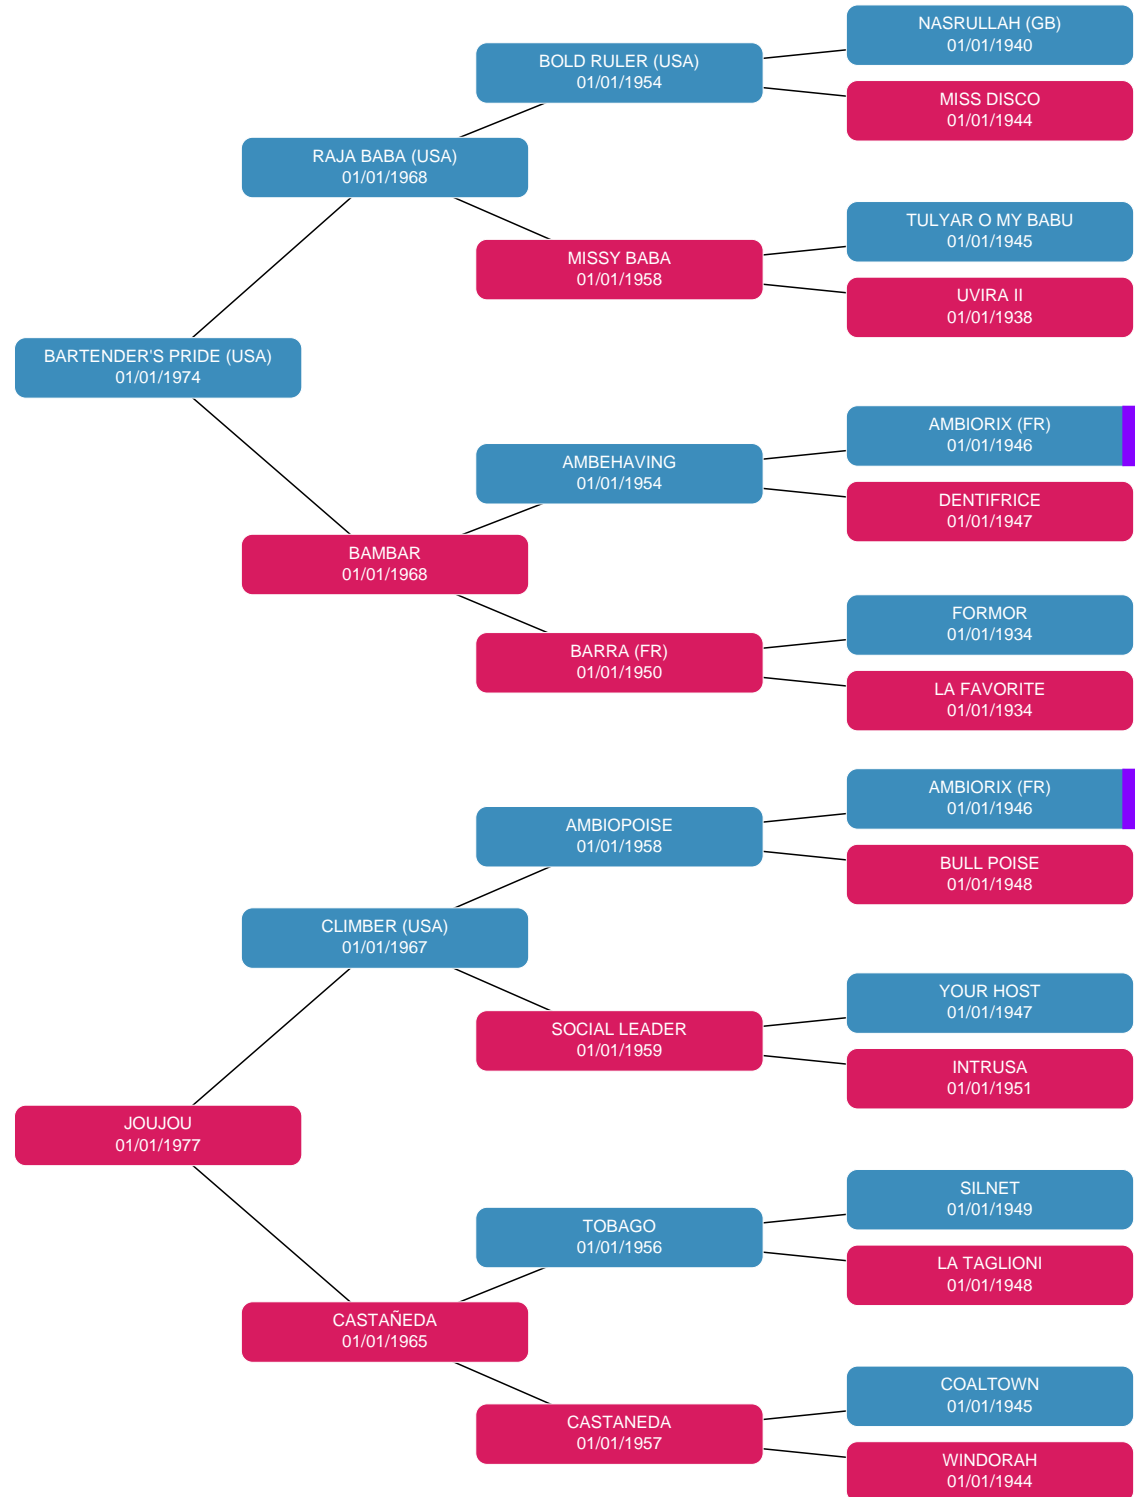 NASRULLAH (GB)
01/01/1940
BOLD RULER (USA)
01/01/1954
MISS DISCO
01/01/1944
RAJA BABA (USA)
01/01/1968
TULYAR O MY BABU
01/01/1945
MISSY BABA
01/01/1958
UVIRA II
01/01/1938
BARTENDER'S PRIDE (USA)
01/01/1974
AMBIORIX (FR)
01/01/1946
AMBEHAVING
01/01/1954
DENTIFRICE
01/01/1947
BAMBAR
01/01/1968
FORMOR
01/01/1934
BARRA (FR)
01/01/1950
LA FAVORITE
01/01/1934
AMBIORIX (FR)
01/01/1946
AMBIOPOISE
01/01/1958
BULL POISE
01/01/1948
CLIMBER (USA)
01/01/1967
YOUR HOST
01/01/1947
SOCIAL LEADER
01/01/1959
INTRUSA
01/01/1951
JOUJOU
01/01/1977
SILNET
01/01/1949
TOBAGO
01/01/1956
LA TAGLIONI
01/01/1948
CASTAÑEDA
01/01/1965
COALTOWN
01/01/1945
CASTANEDA
01/01/1957
WINDORAH
01/01/1944